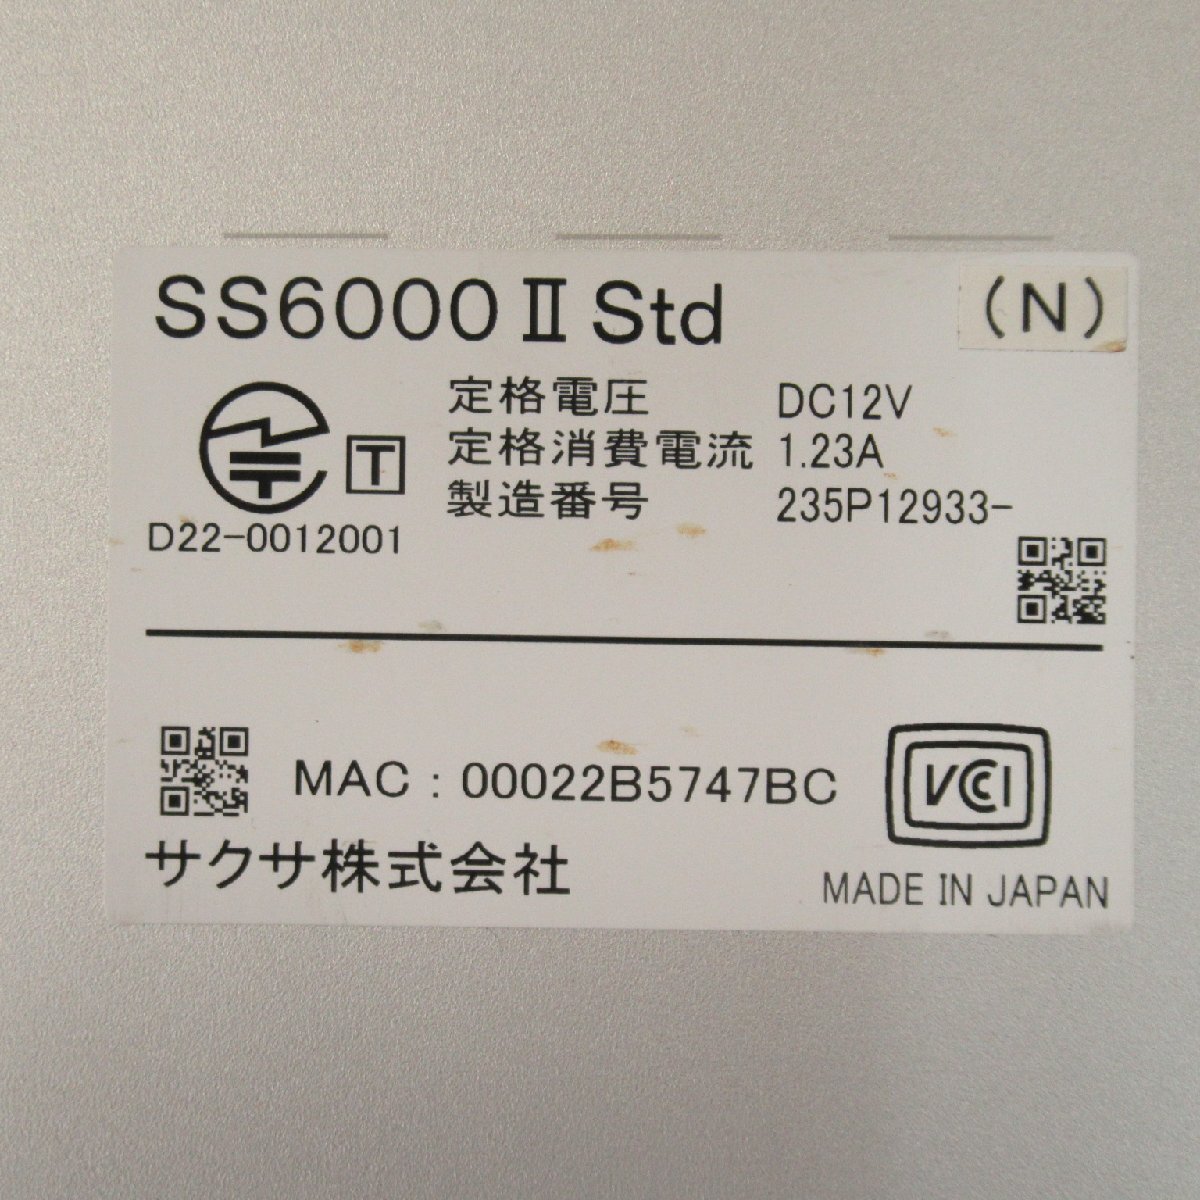 SS6000 Ⅱ Std (N)
定格電圧 DC12V
定格消費電流 1.23A
製造番号 235P12933-
T
D22-0012001
MAC : 00022B5747BC
VCCI
サクサ株式会社
MADE IN JAPAN